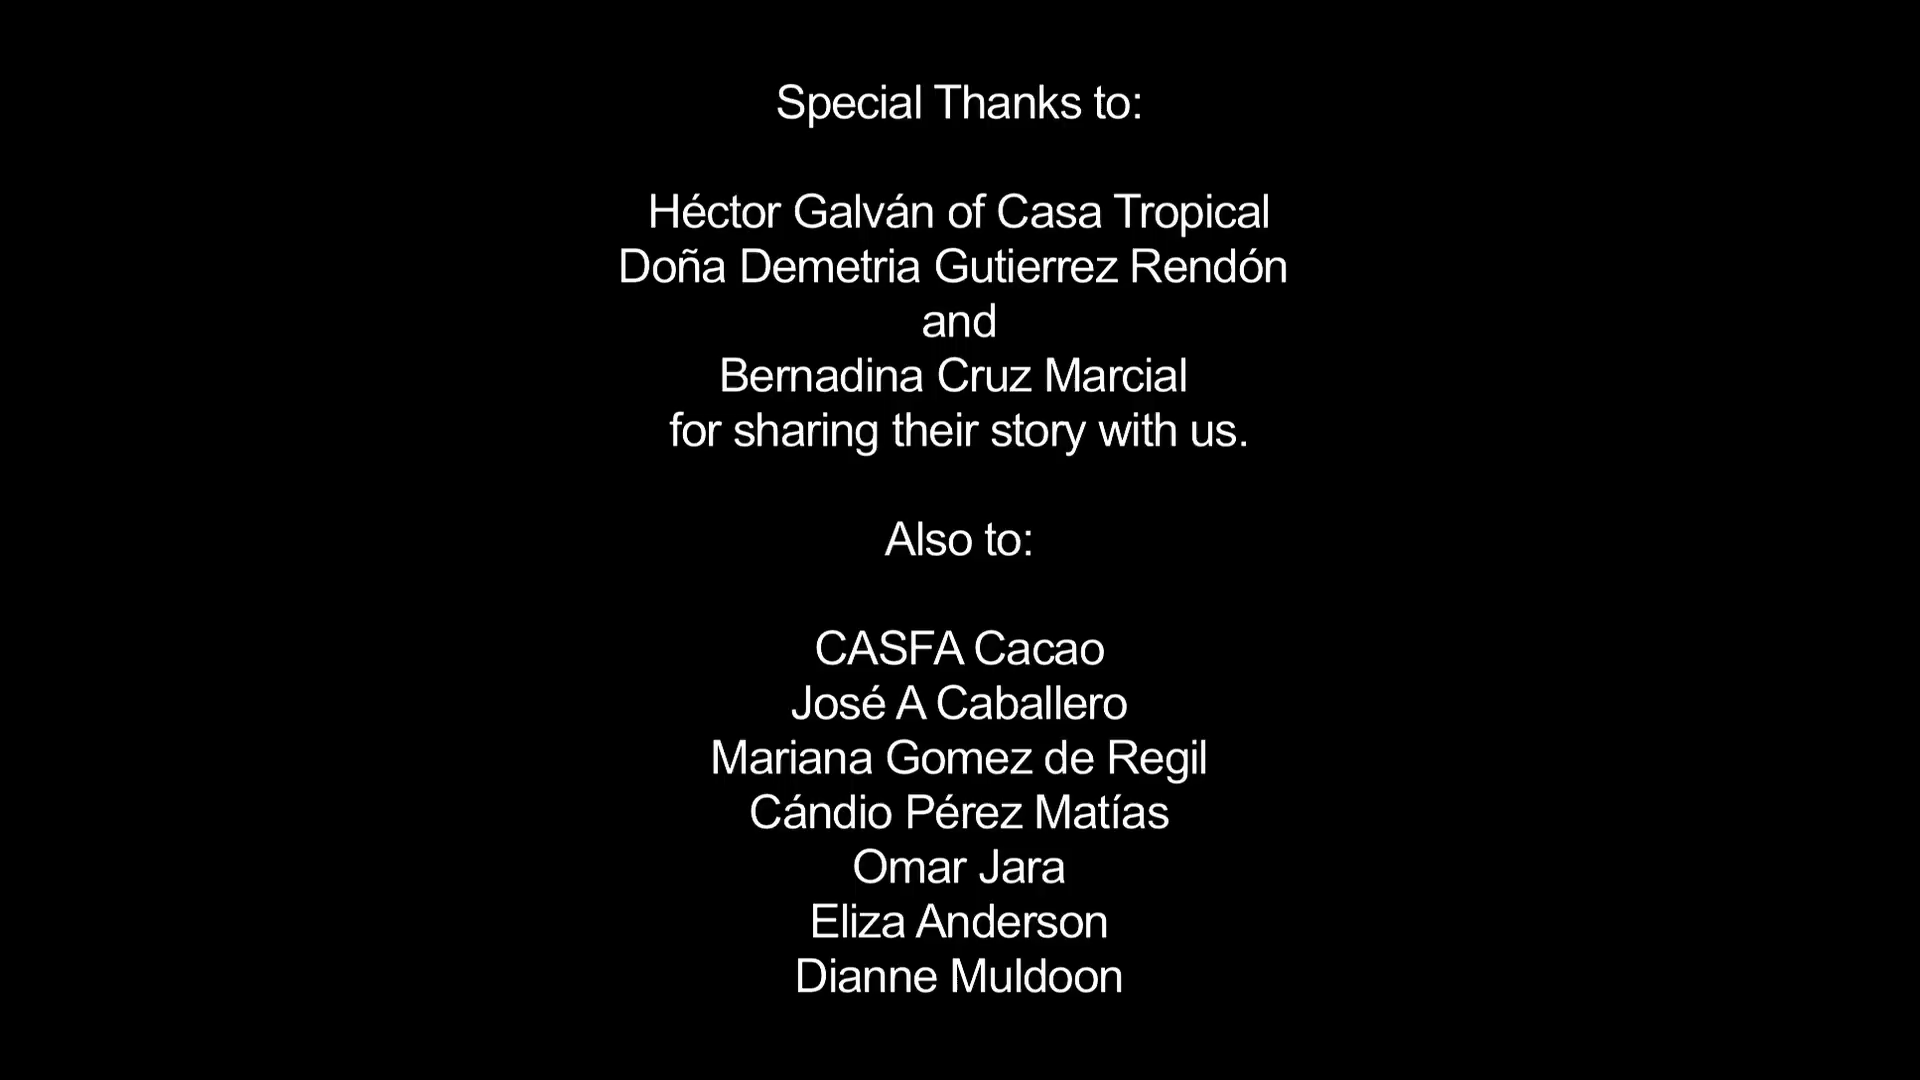 Special Thanks to:
Héctor Galván of Casa Tropical
Doña Demetria Gutierrez Rendón
and
Bernadina Cruz Marcial
for sharing their story with us.
Also to:
CASFA Cacao
José A Caballero
Mariana Gomez de Regil
Cándio Pérez Matías
Omar Jara
Eliza Anderson
Dianne Muldoon